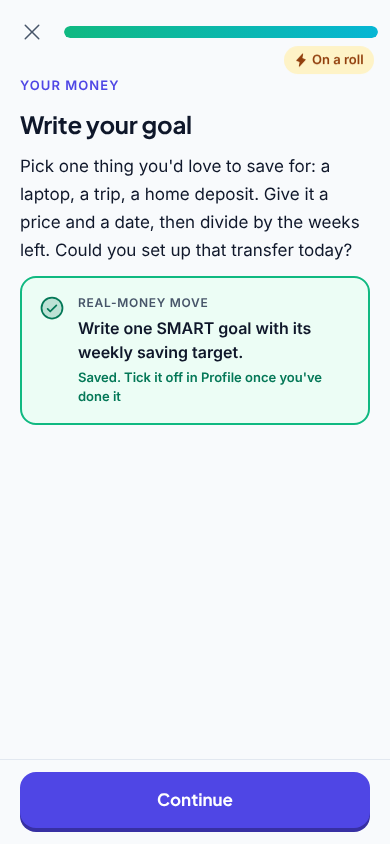 On a roll
YOUR MONEY
Write your goal
Pick one thing you'd love to save for: a
laptop, a trip, a home deposit. Give it a
price and a date, then divide by the weeks
left. Could you set up that transfer today?
REAL-MONEY MOVE
Write one SMART goal with its
weekly saving target.
Saved. Tick it off in Profile once you've
done it
Continue